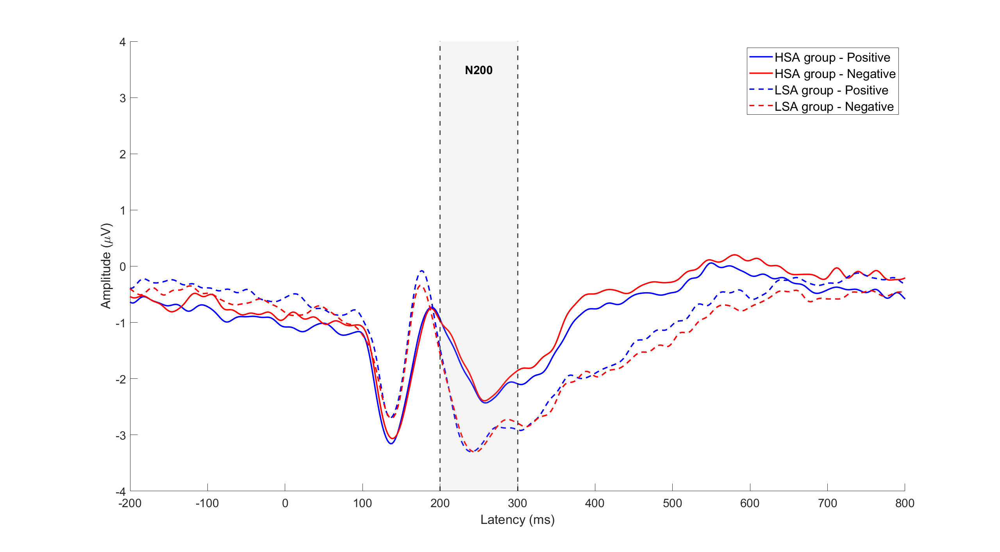 N200
HSA group - Positive
HSA group - Negative
LSA group - Positive
LSA group - Negative
Amplitude (μV)
4
3
2
1
0
-1
-2
-3
-4
-200 -100 0 100 200 300 400 500 600 700 800
Latency (ms)